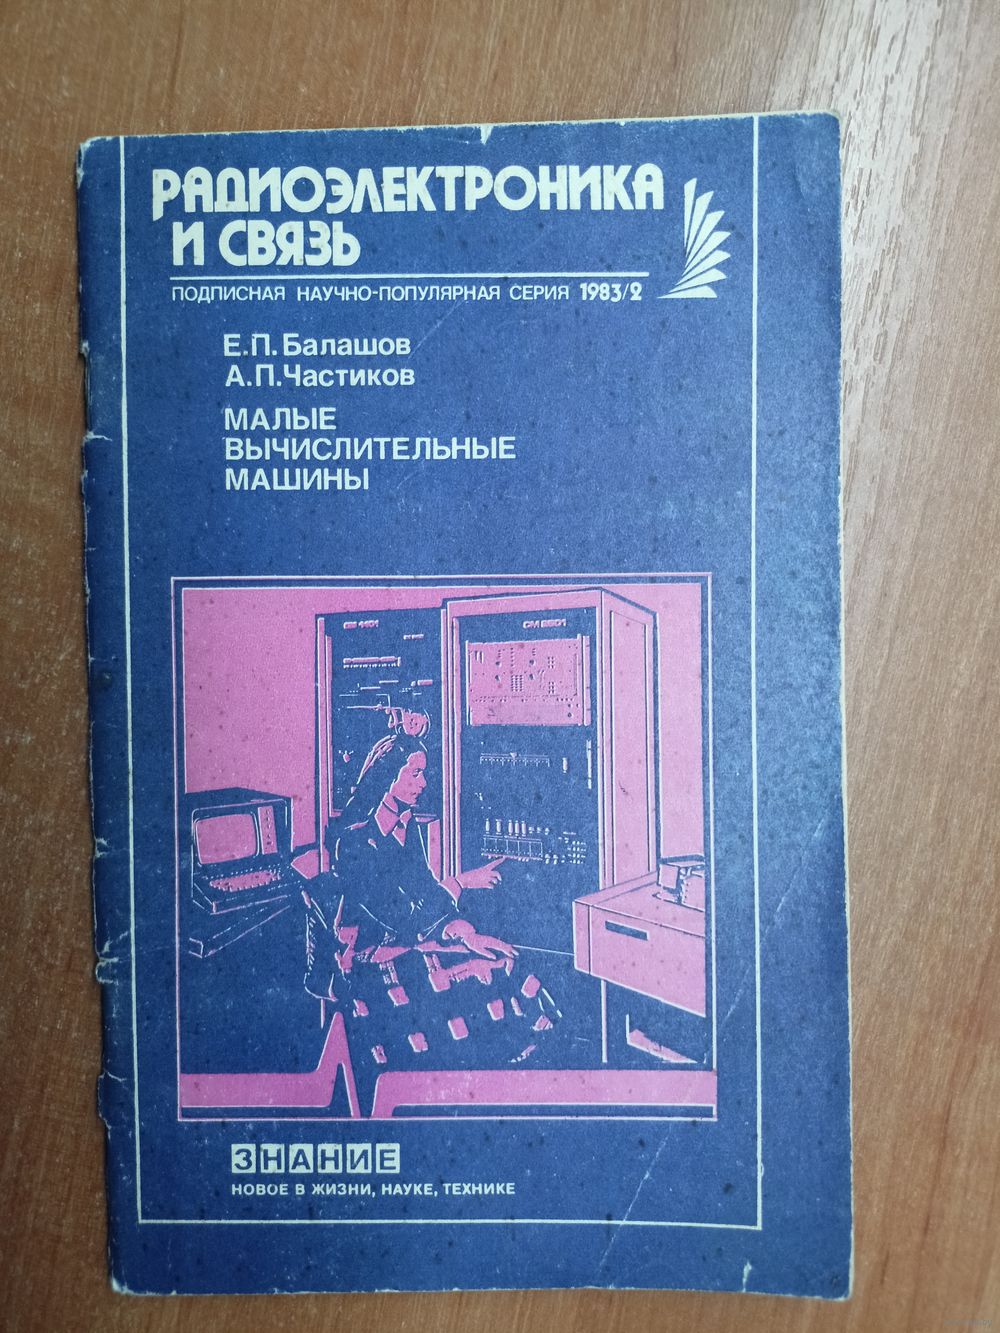 РАДИОЭЛЕКТРОНИКА
И СВЯЗЬ
ПОДПИСНАЯ НАУЧНО-ПОПУЛЯРНАЯ СЕРИЯ 1983/2
Е.П.Балашов
А.П.Частиков
МАЛЫЕ
ВЫЧИСЛИТЕЛЬНЫЕ
МАШИНЫ
ЗНАНИЕ
НОВОЕ В ЖИЗНИ, НАУКЕ, ТЕХНИКЕ